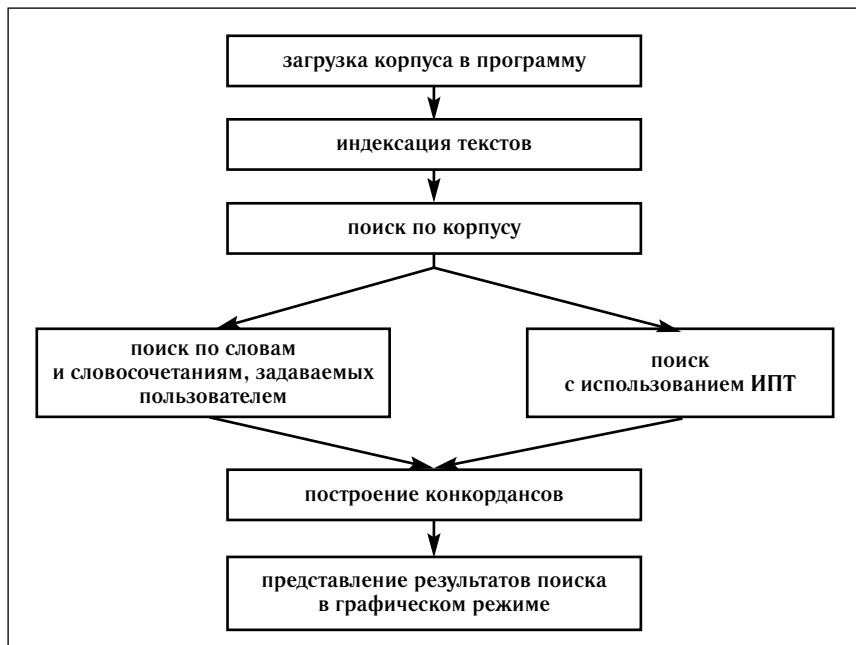 загрузка корпуса в программу
индексация текстов
поиск по корпусу
поиск по словам
и словосочетаниям, задаваемых
пользователем
поиск
с использованием ИПТ
построение конкордансов
представление результатов поиска
в графическом режиме